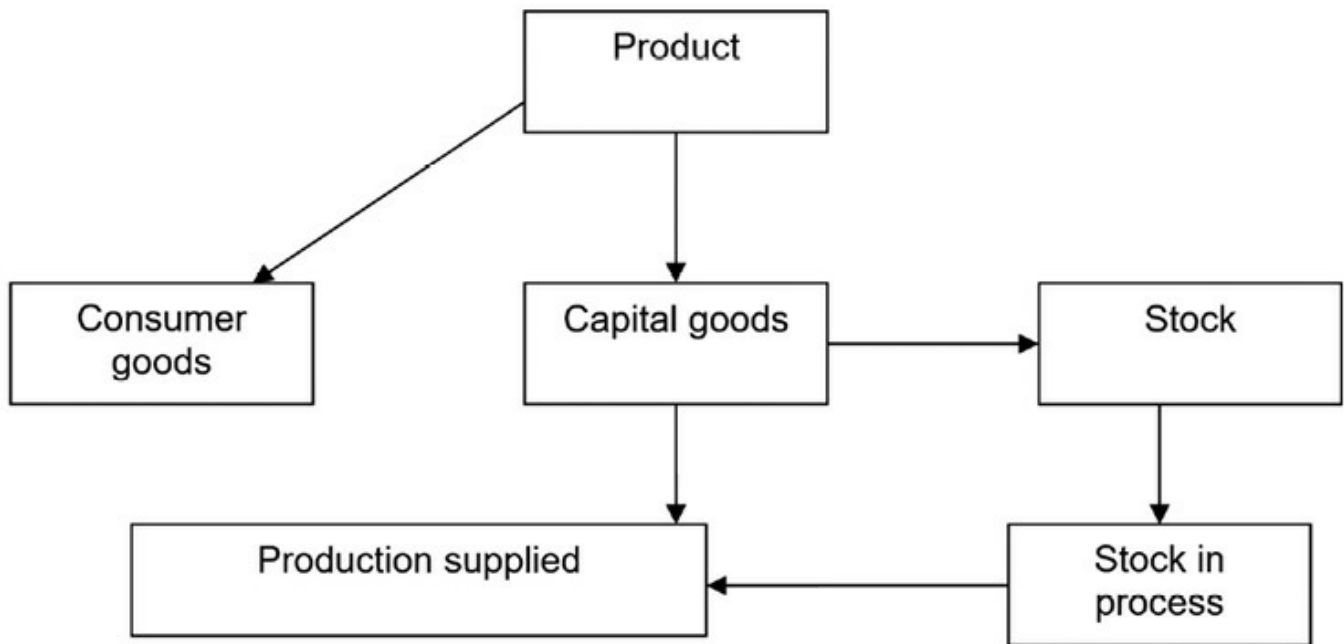 Product
Consumer
goods
Capital goods
Stock
Production supplied
Stock in
process